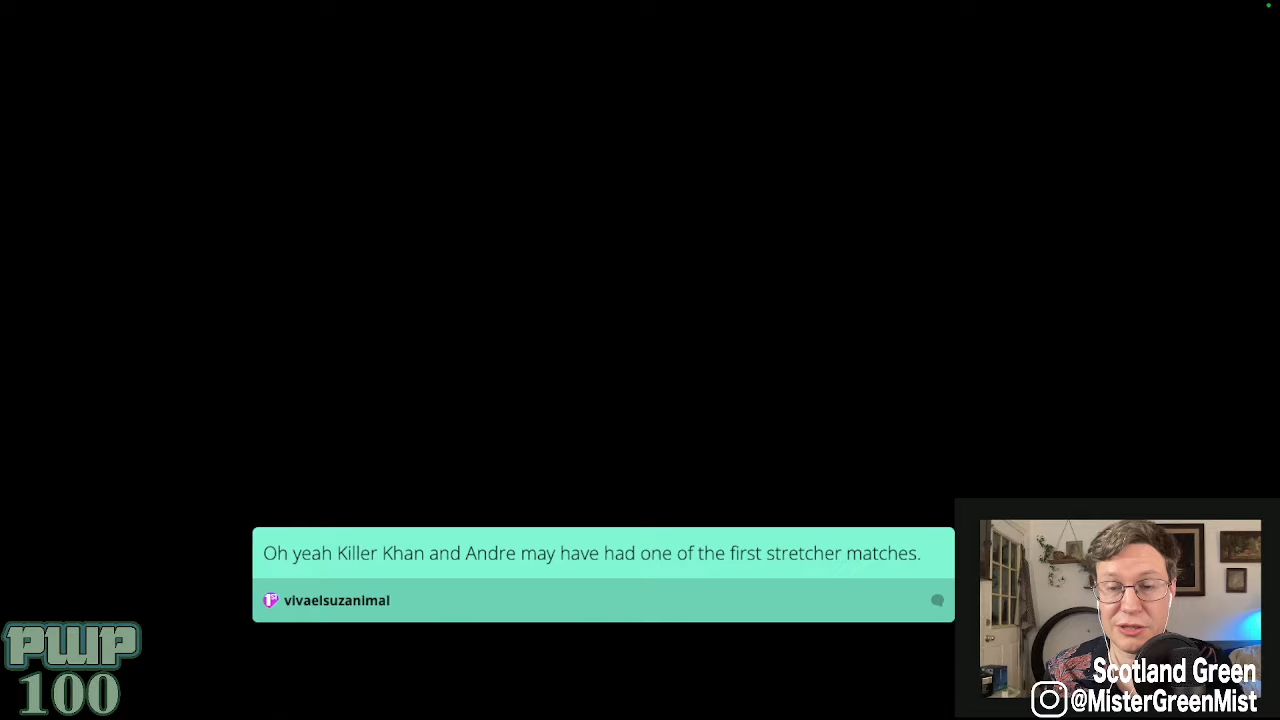 Oh yeah Killer Khan and Andre may have had one of the first stretcher matches.
1ST vivaelsuzanimal
PWP
100
Scotland Green
@MisterGreenMist